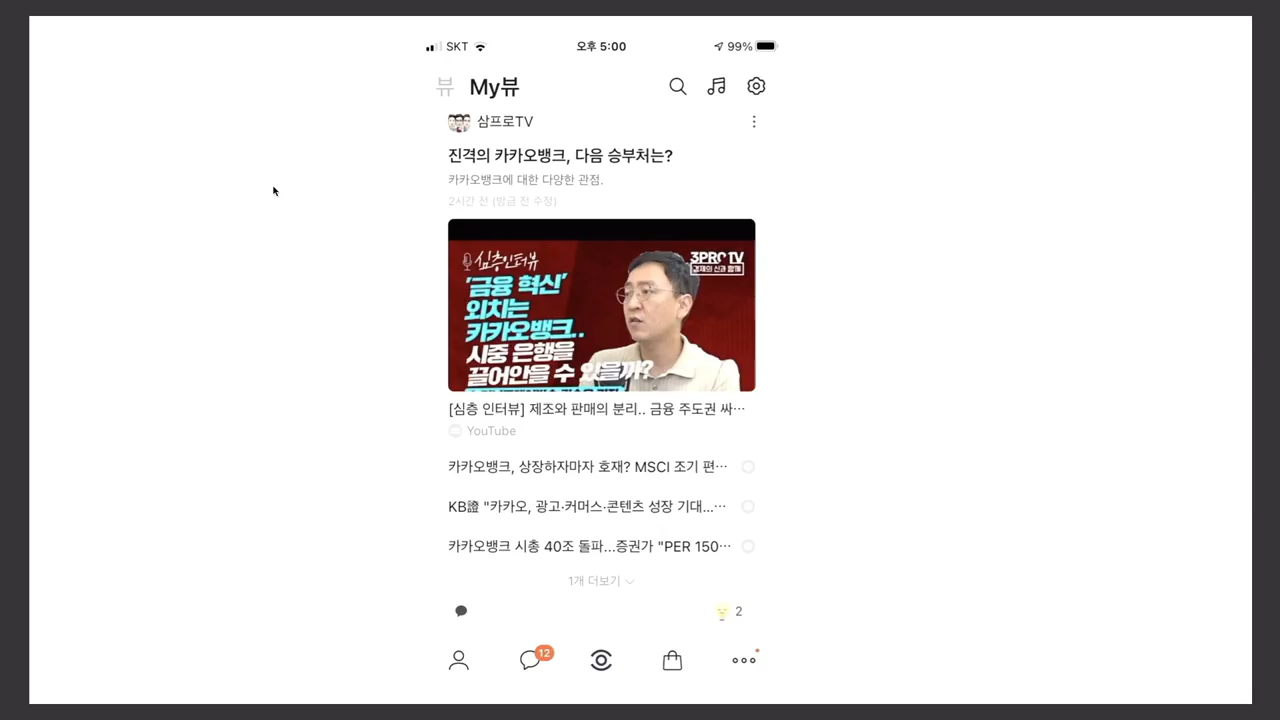 SKT 오후 5:00 99%
뷰 My뷰
삼프로TV
진격의 카카오뱅크, 다음 승부처는?
카카오뱅크에 대한 다양한 관점.
2시간 전 (방금 전 수정)
심층인터뷰
3PROTV
경제의 신과 함께
'금융 혁신'
외치는
카카오뱅크..
시중 은행을
끌어안을 수 있을까?
[심층 인터뷰] 제조와 판매의 분리.. 금융 주도권 싸…
YouTube
카카오뱅크, 상장하자마자 호재? MSCI 조기 편…
KB證 "카카오, 광고·커머스·콘텐츠 성장 기대...…
카카오뱅크 시총 40조 돌파...증권가 "PER 150…
1개 더보기
2
12